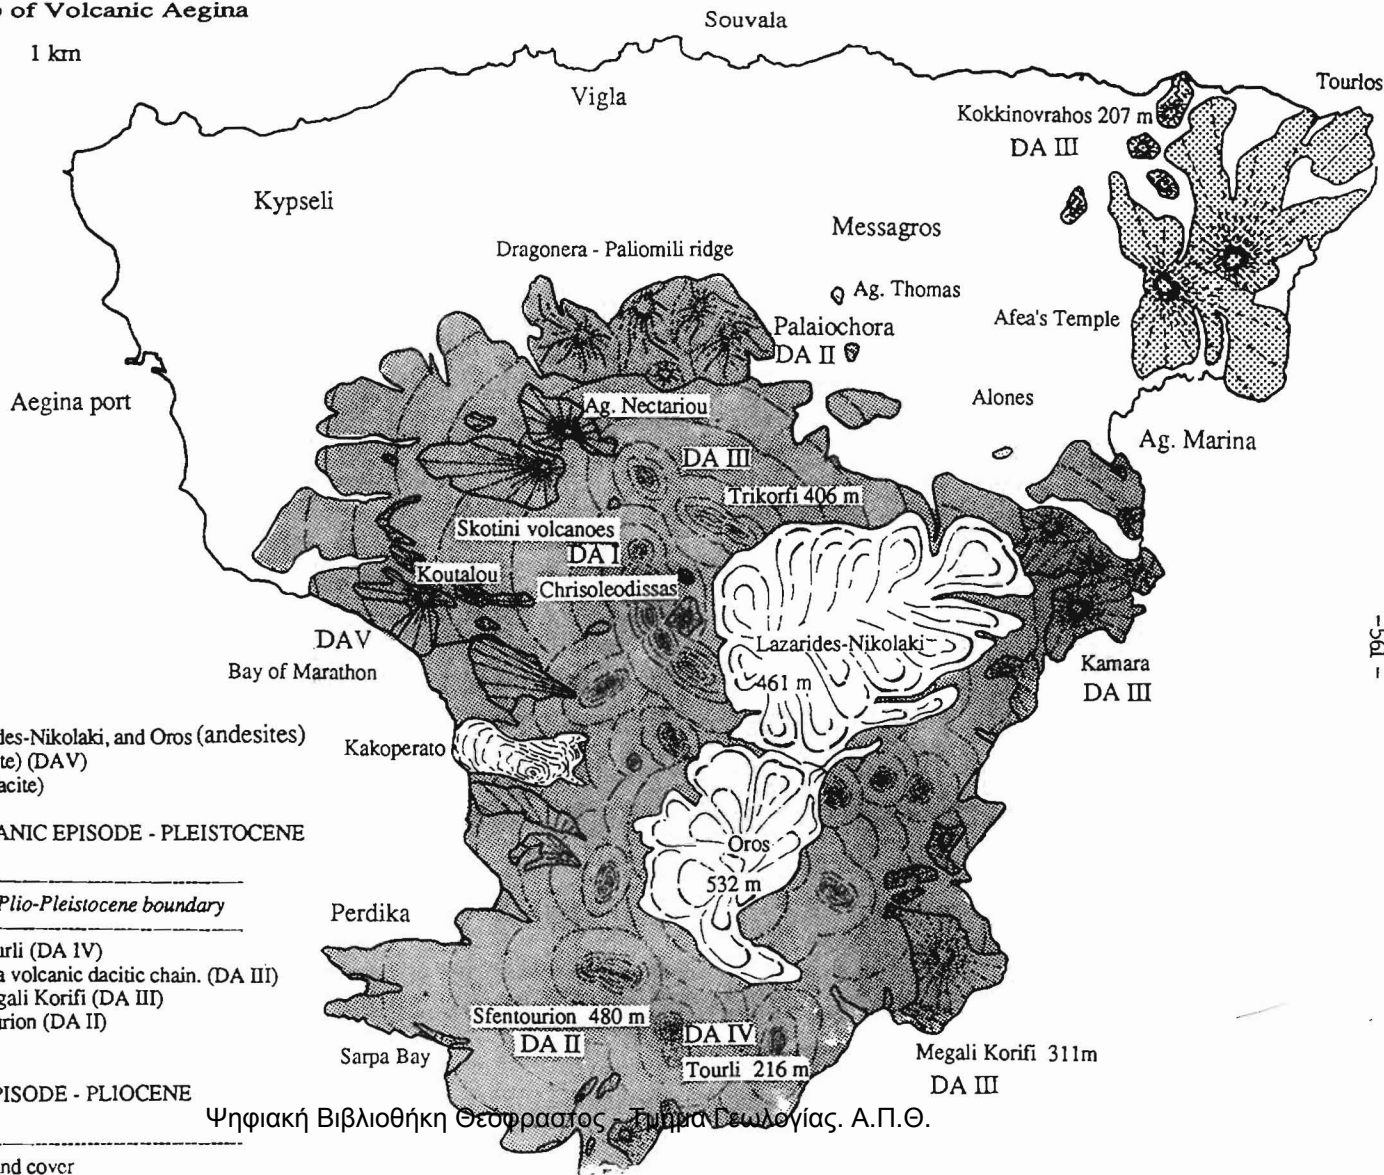 of Volcanic Aegina
1 km
Souvala
Vigla
Tourlos
Kokkinovrahos 207 m
DA III
Kypseli
Messagros
Dragonera - Paliomili ridge
Ag. Thomas
Afea's Temple
Palaiochora
DA II
Aegina port
Ag. Nectariou
Alones
Ag. Marina
DA III
Trikorfi 406 m
Skotini volcanoes
DA I
Koutalou
Chrisoleodissas
DAV
Bay of Marathon
Lazarides-Nikolaki
461 m
Kamara
DA III
-561-
Kakoperato
des-Nikolaki, and Oros (andesites)
te) (DAV)
acite)
ANIC EPISODE - PLEISTOCENE
Oros
532 m
Plio-Pleistocene boundary
Perdika
urli (DA IV)
a volcanic dacitic chain. (DA III)
gali Korifi (DA III)
urion (DA II)
Sfentourion 480 m
DA II
DA IV
Sarpa Bay
Tourli 216 m
Megali Korifi 311m
DA III
PISODE - PLIOCENE
Ψηφιακή Βιβλιοθήκη Θεόφραστος - Τμήμα Γεωλογίας. Α.Π.Θ.
nd cover